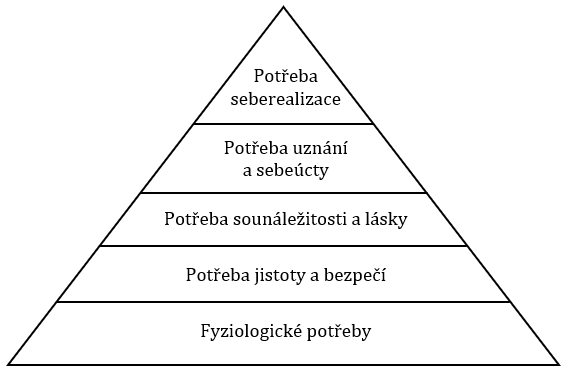 Potřeba
seberealizace
Potřeba uznání
a sebeúcty
Potřeba sounáležitosti a lásky
Potřeba jistoty a bezpečí
Fyziologické potřeby